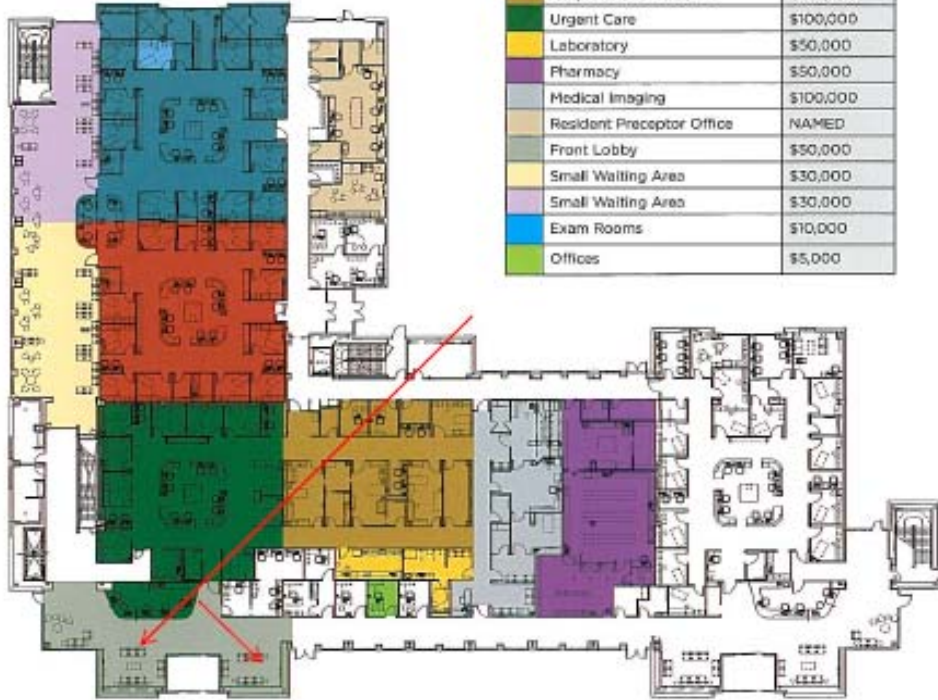 Urgent Care $100,000
Laboratory $50,000
Pharmacy $50,000
Medical Imaging $100,000
Resident Preceptor Office NAMED
Front Lobby $50,000
Small Waiting Area $30,000
Small Waiting Area $30,000
Exam Rooms $10,000
Offices $5,000